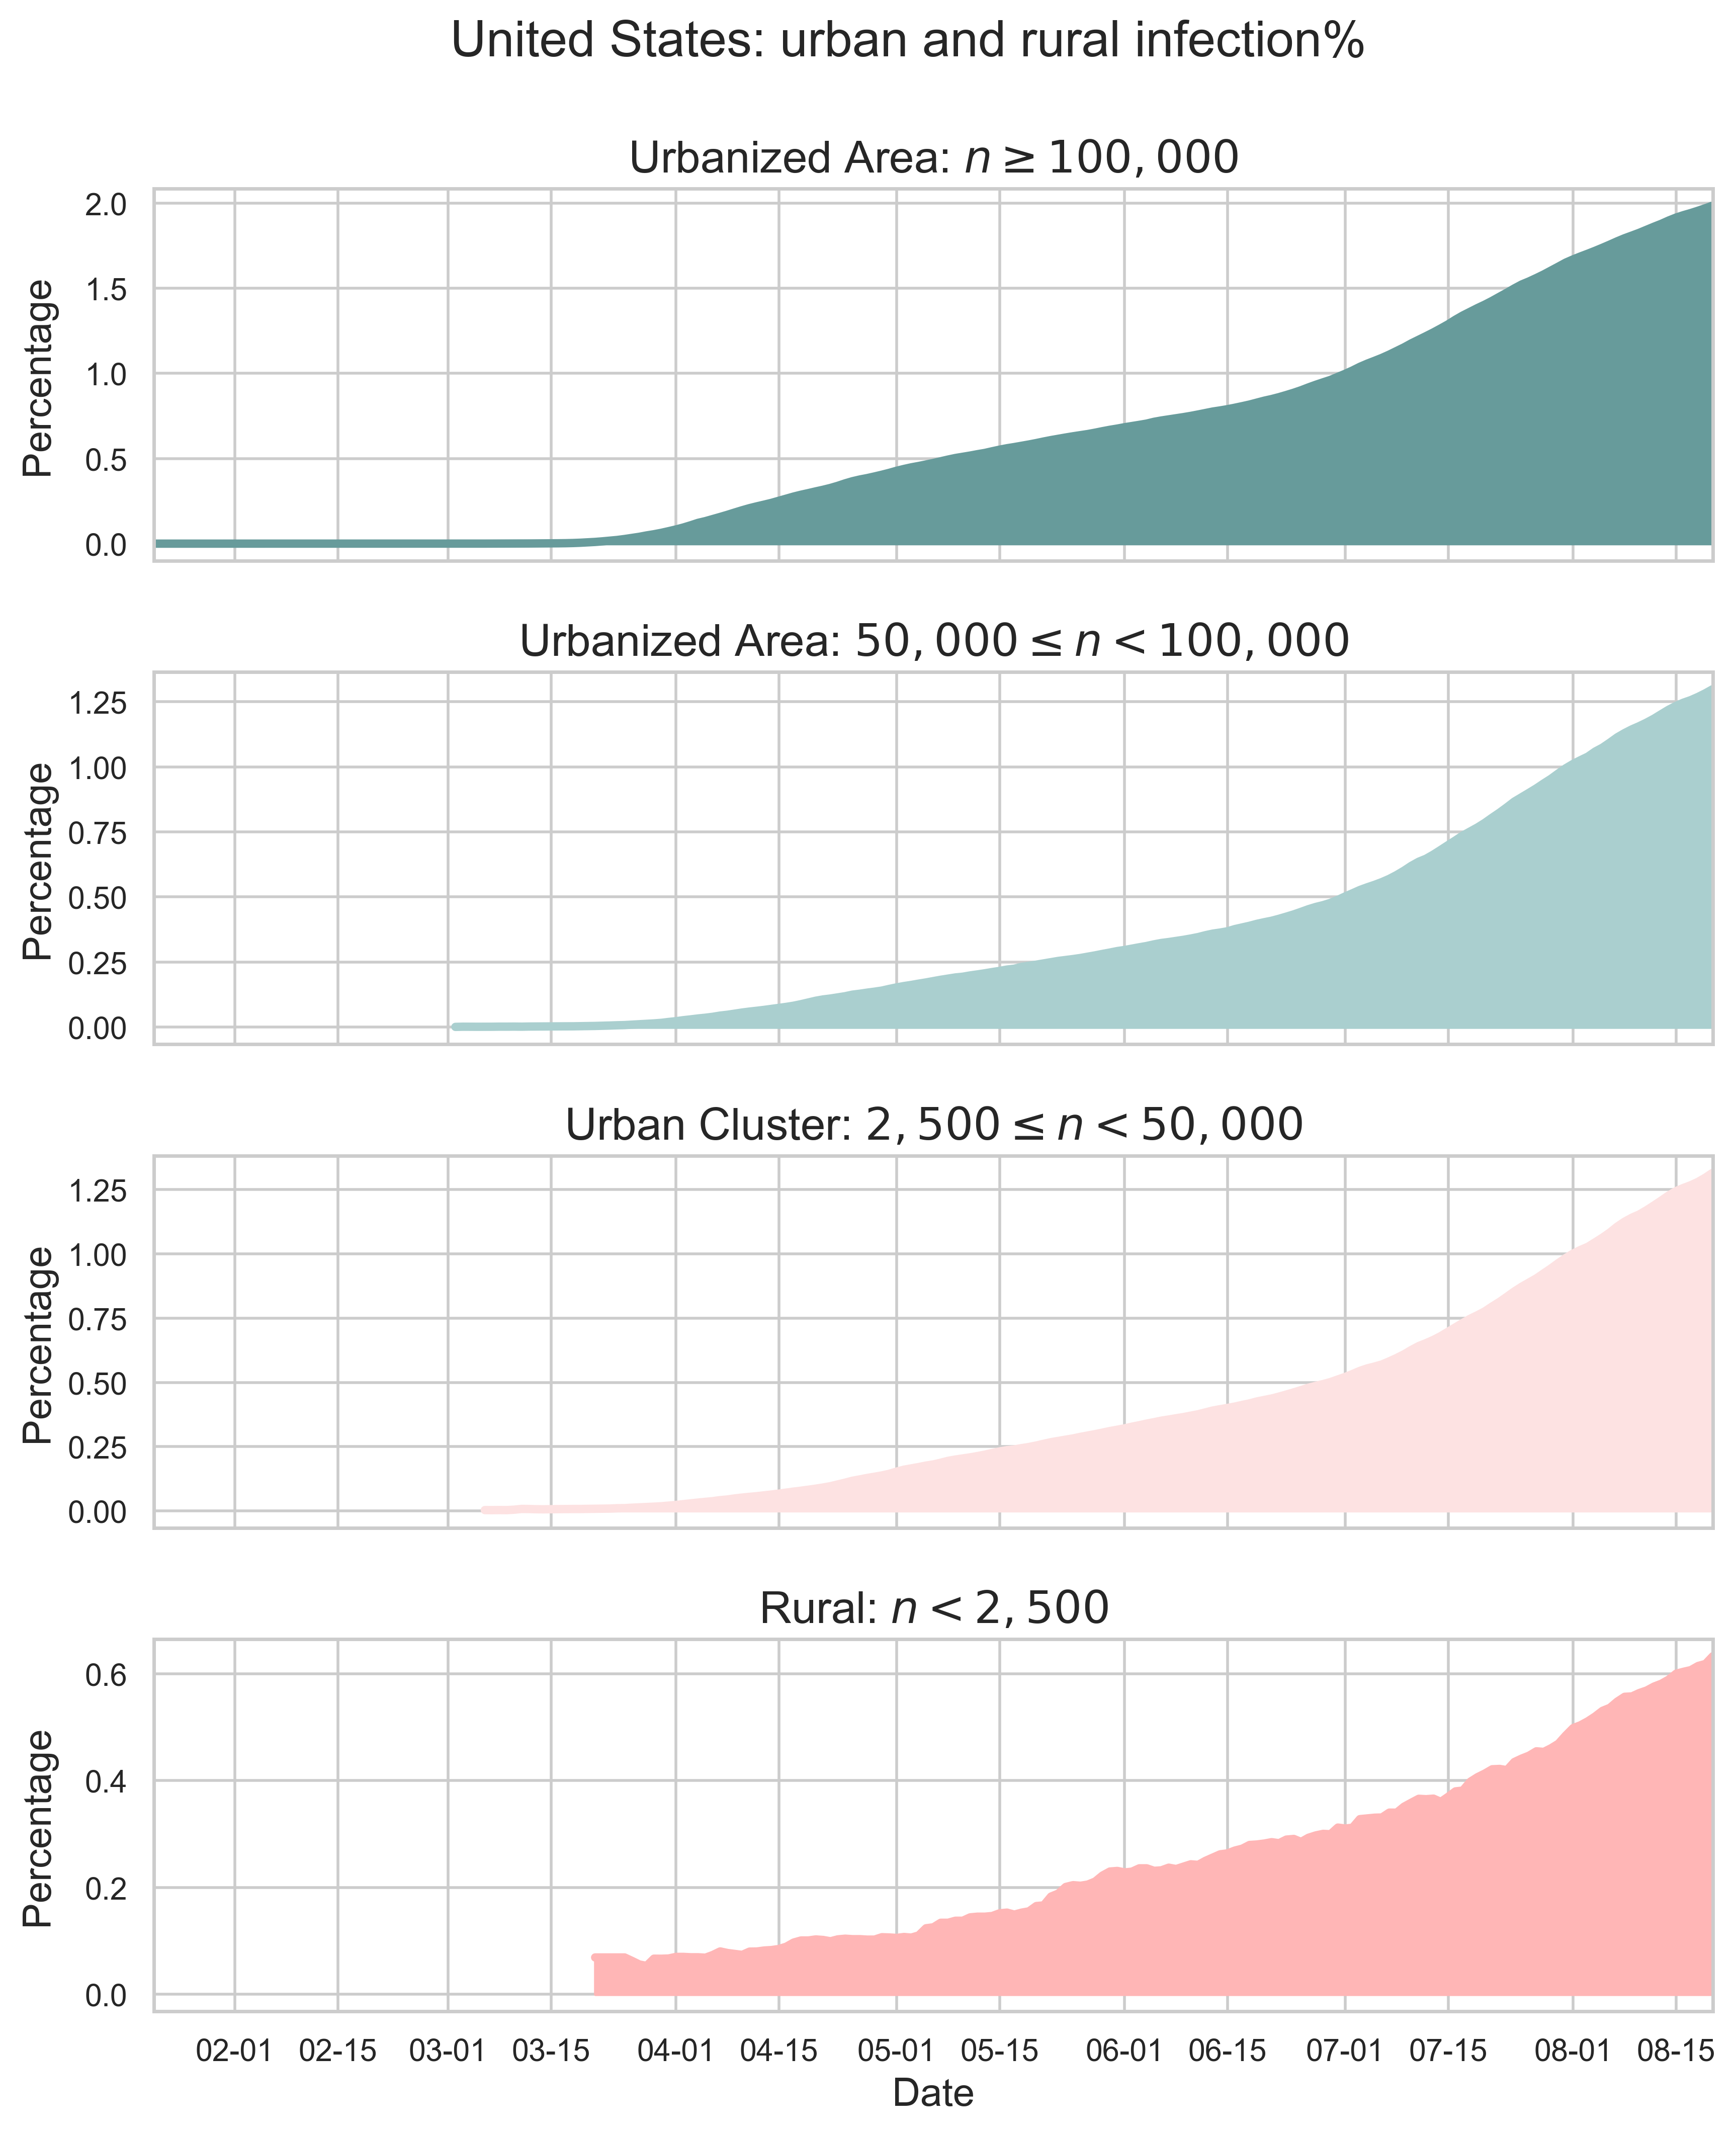 United States: urban and rural infection%
Urbanized Area: n ≥ 100,000
2.0
1.5
1.0
0.5
0.0
Percentage
Urbanized Area: 50,000 ≤ n < 100,000
1.25
1.00
0.75
0.50
0.25
0.00
Percentage
Urban Cluster: 2,500 ≤ n < 50,000
1.25
1.00
0.75
0.50
0.25
0.00
Percentage
Rural: n < 2,500
0.6
0.4
0.2
0.0
Percentage
02-01 02-15 03-01 03-15 04-01 04-15 05-01 05-15 06-01 06-15 07-01 07-15 08-01 08-15
Date